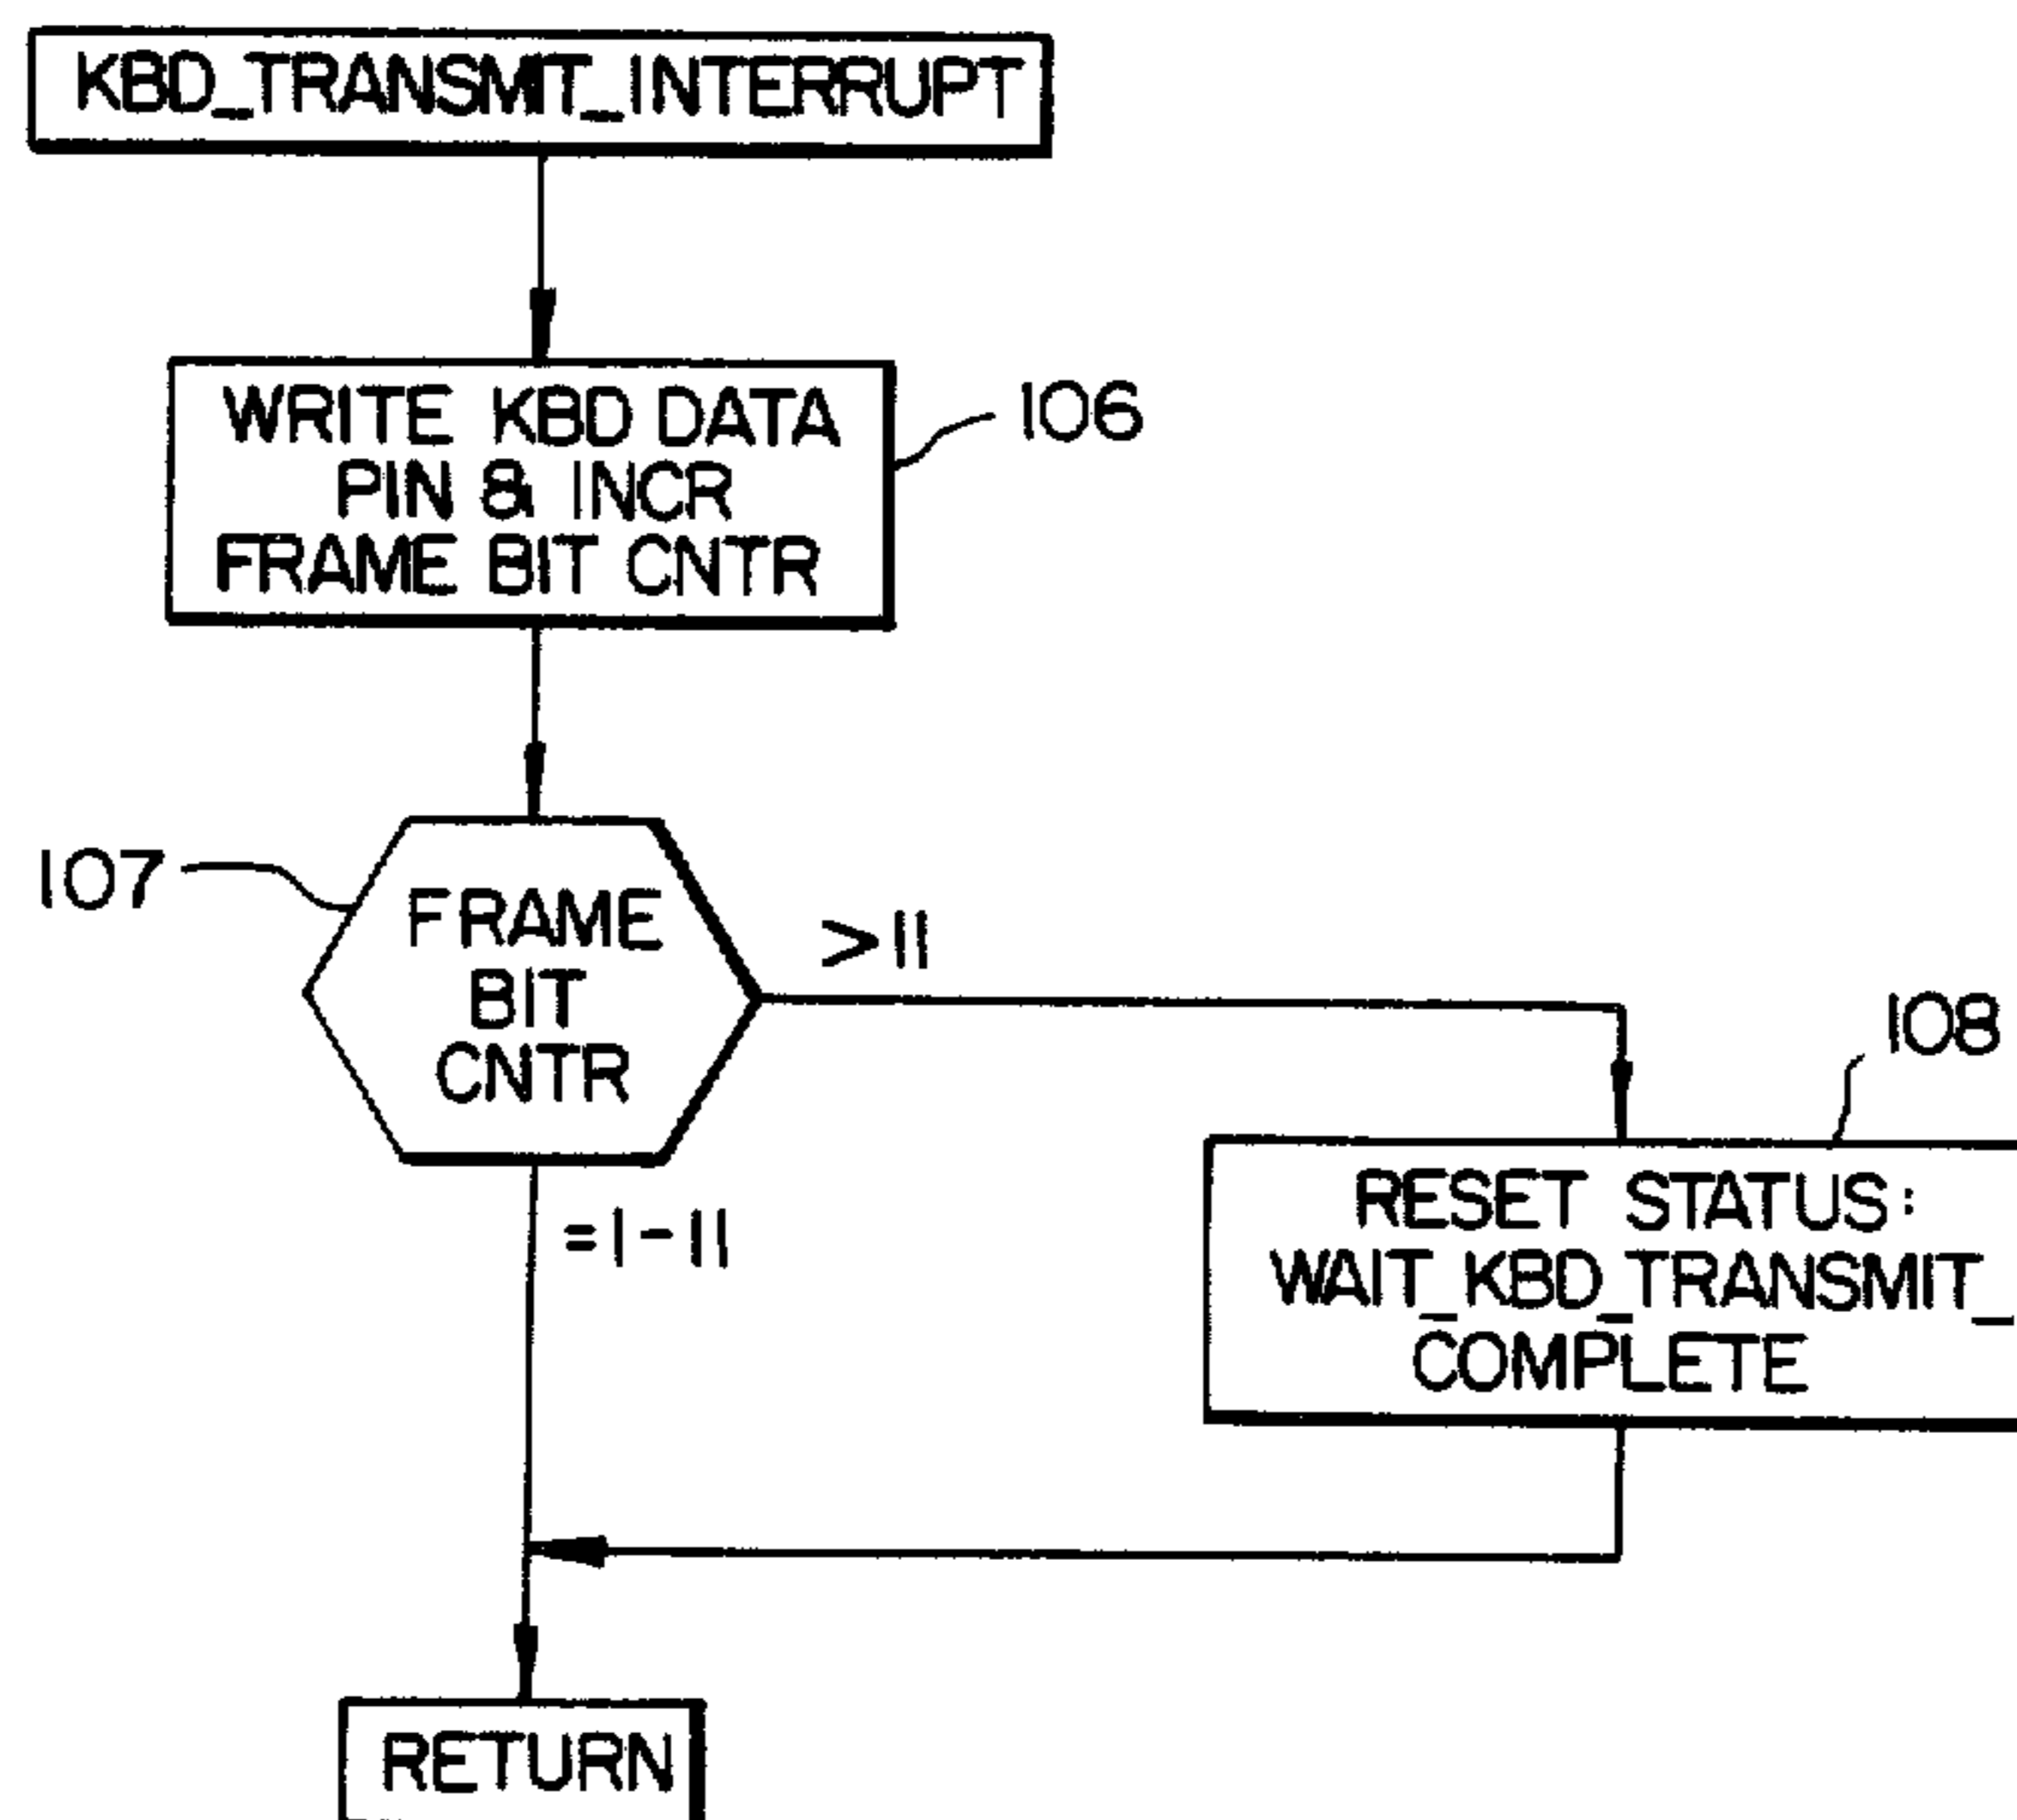 KBD_TRANSMIT_INTERRUPT
WRITE KBD DATA
PIN & INCR
FRAME BIT CNTR
106
107
FRAME
BIT
CNTR
>11
=1-11
108
RESET STATUS:
WAIT_KBD_TRANSMIT_
COMPLETE
RETURN